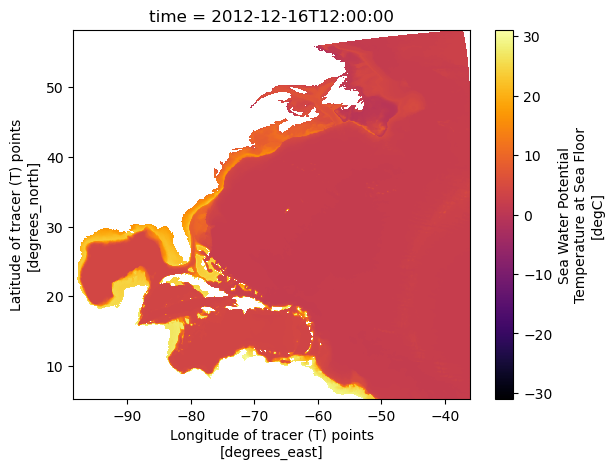 time = 2012-12-16T12:00:00
50
40
30
20
10
Latitude of tracer (T) points
[degrees_north]
−90
−80
−70
−60
−50
−40
Longitude of tracer (T) points
[degrees_east]
30
20
10
0
−10
−20
−30
Sea Water Potential
Temperature at Sea Floor
[degC]